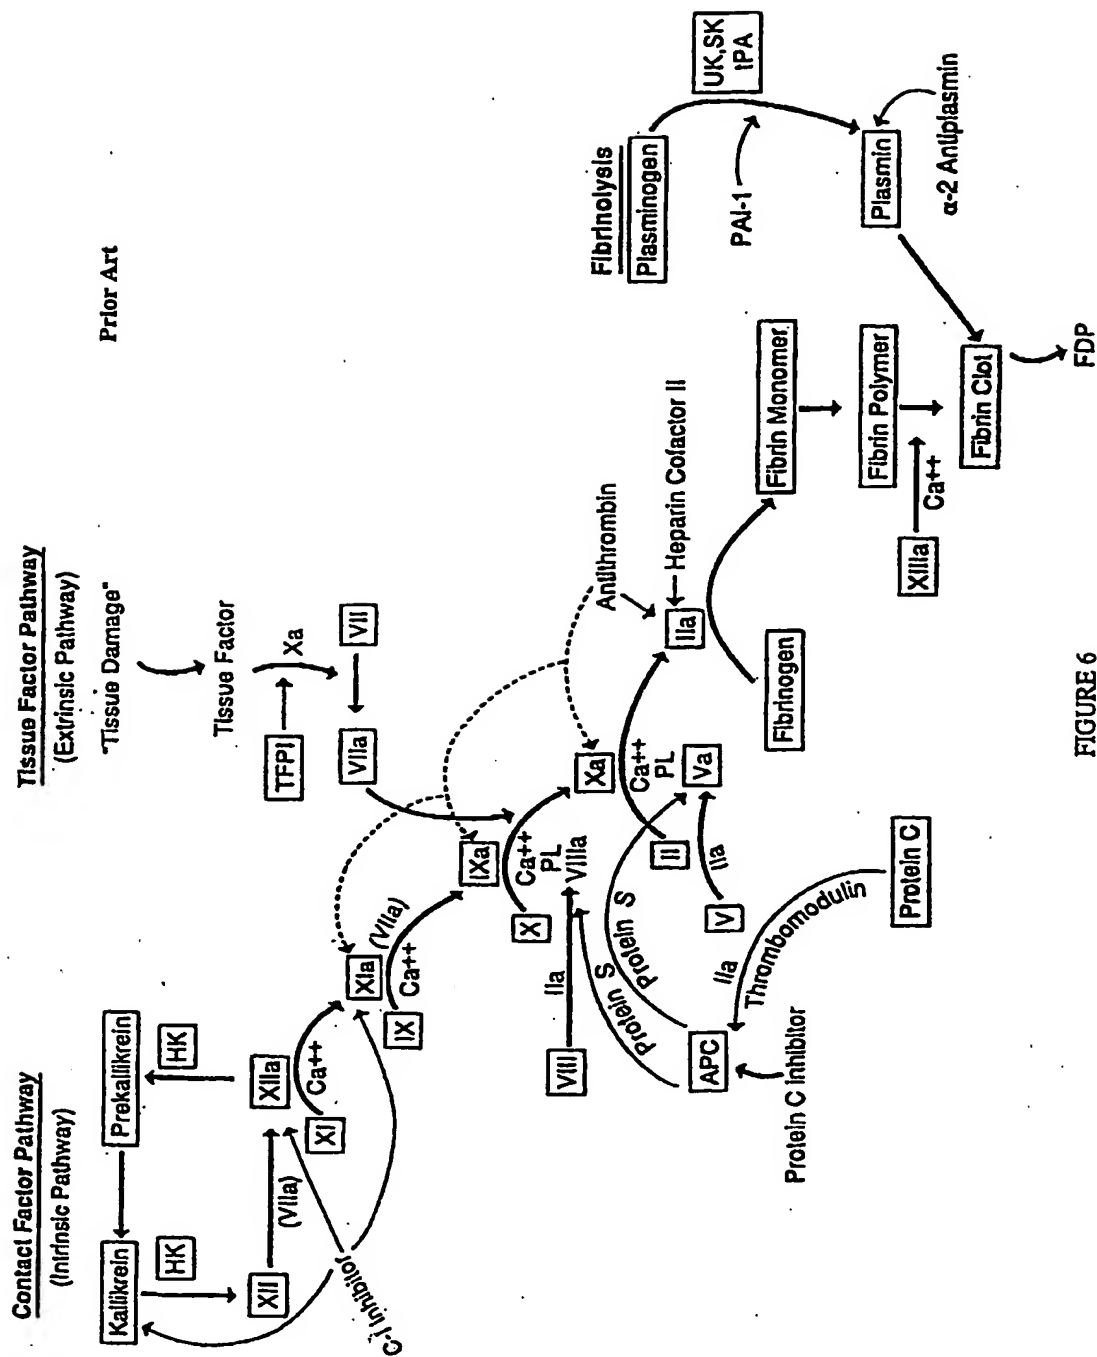 Contact Factor Pathway
(Intrinsic Pathway)
Tissue Factor Pathway
(Extrinsic Pathway)
Prior Art
Kallikrein
Prekallikrein
HK
HK
XII
(VIIa)
XIIa
C-i Inhibitor
XI
Ca++
XIa
(VIIa)
IX
Ca++
IXa
"Tissue Damage"
Tissue Factor
TFPI
Xa
VII
VIIa
X
Ca++
PL
VIIIa
VIII
IIa
Xa
Antithrombin
Heparin Cofactor II
II
Ca++
PL
IIa
Va
V
IIa
Protein S
Protein S
APC
Protein C Inhibitor
IIa
Thrombomodulin
Protein C
Fibrinogen
Fibrin Monomer
Fibrin Polymer
XIIIa
Ca++
Fibrin Clot
FDP
Fibrinolysis
Plasminogen
UK,SK
tPA
PAI-1
Plasmin
α-2 Antiplasmin
FIGURE 6